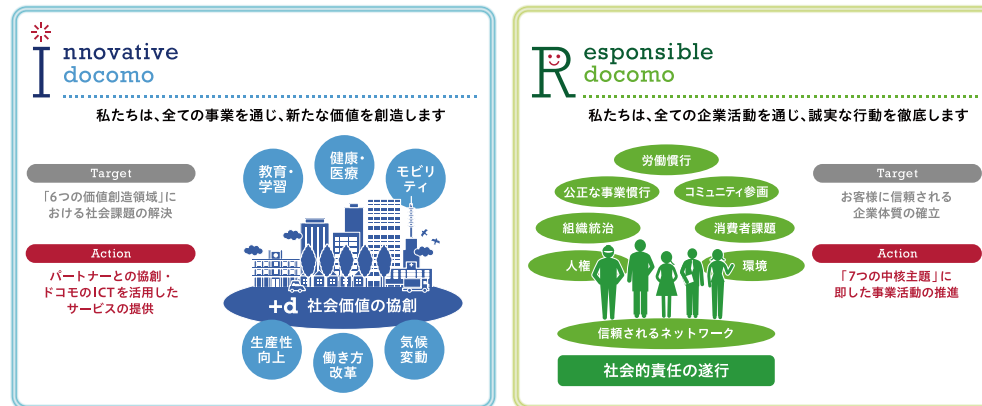 Innovative
docomo
私たちは、全ての事業を通じ、新たな価値を創造します
Target
「6つの価値創造領域」に
おける社会課題の解決
Action
パートナーとの協創・
ドコモのICTを活用した
サービスの提供
教育・
学習
健康・
医療
モビリ
ティ
+d 社会価値の協創
生産性
向上
働き方
改革
気候
変動
Responsible
docomo
私たちは、全ての企業活動を通じ、誠実な行動を徹底します
労働慣行
公正な事業慣行
コミュニティ参画
組織統治
消費者課題
人権
環境
信頼されるネットワーク
社会的責任の遂行
Target
お客様に信頼される
企業体質の確立
Action
「7つの中核主題」に
即した事業活動の推進